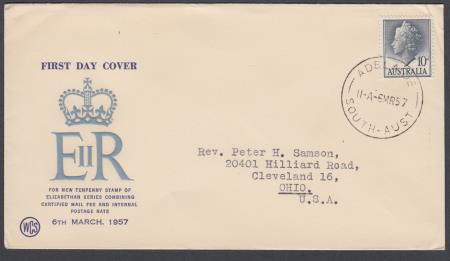 FIRST DAY COVER
EIIR
FOR NEW TENPENNY STAMP OF
ELIZABETHAN SERIES COMBINING
CERTIFIED MAIL FEE AND INTERNAL
POSTAGE RATE
6TH MARCH, 1957
WCS
10D
AUSTRALIA
ADELAIDE
11-A-6MR57
SOUTH-AUST
Rev. Peter H. Samson,
20401 Hilliard Road,
Cleveland 16,
OHIO.
U.S.A.